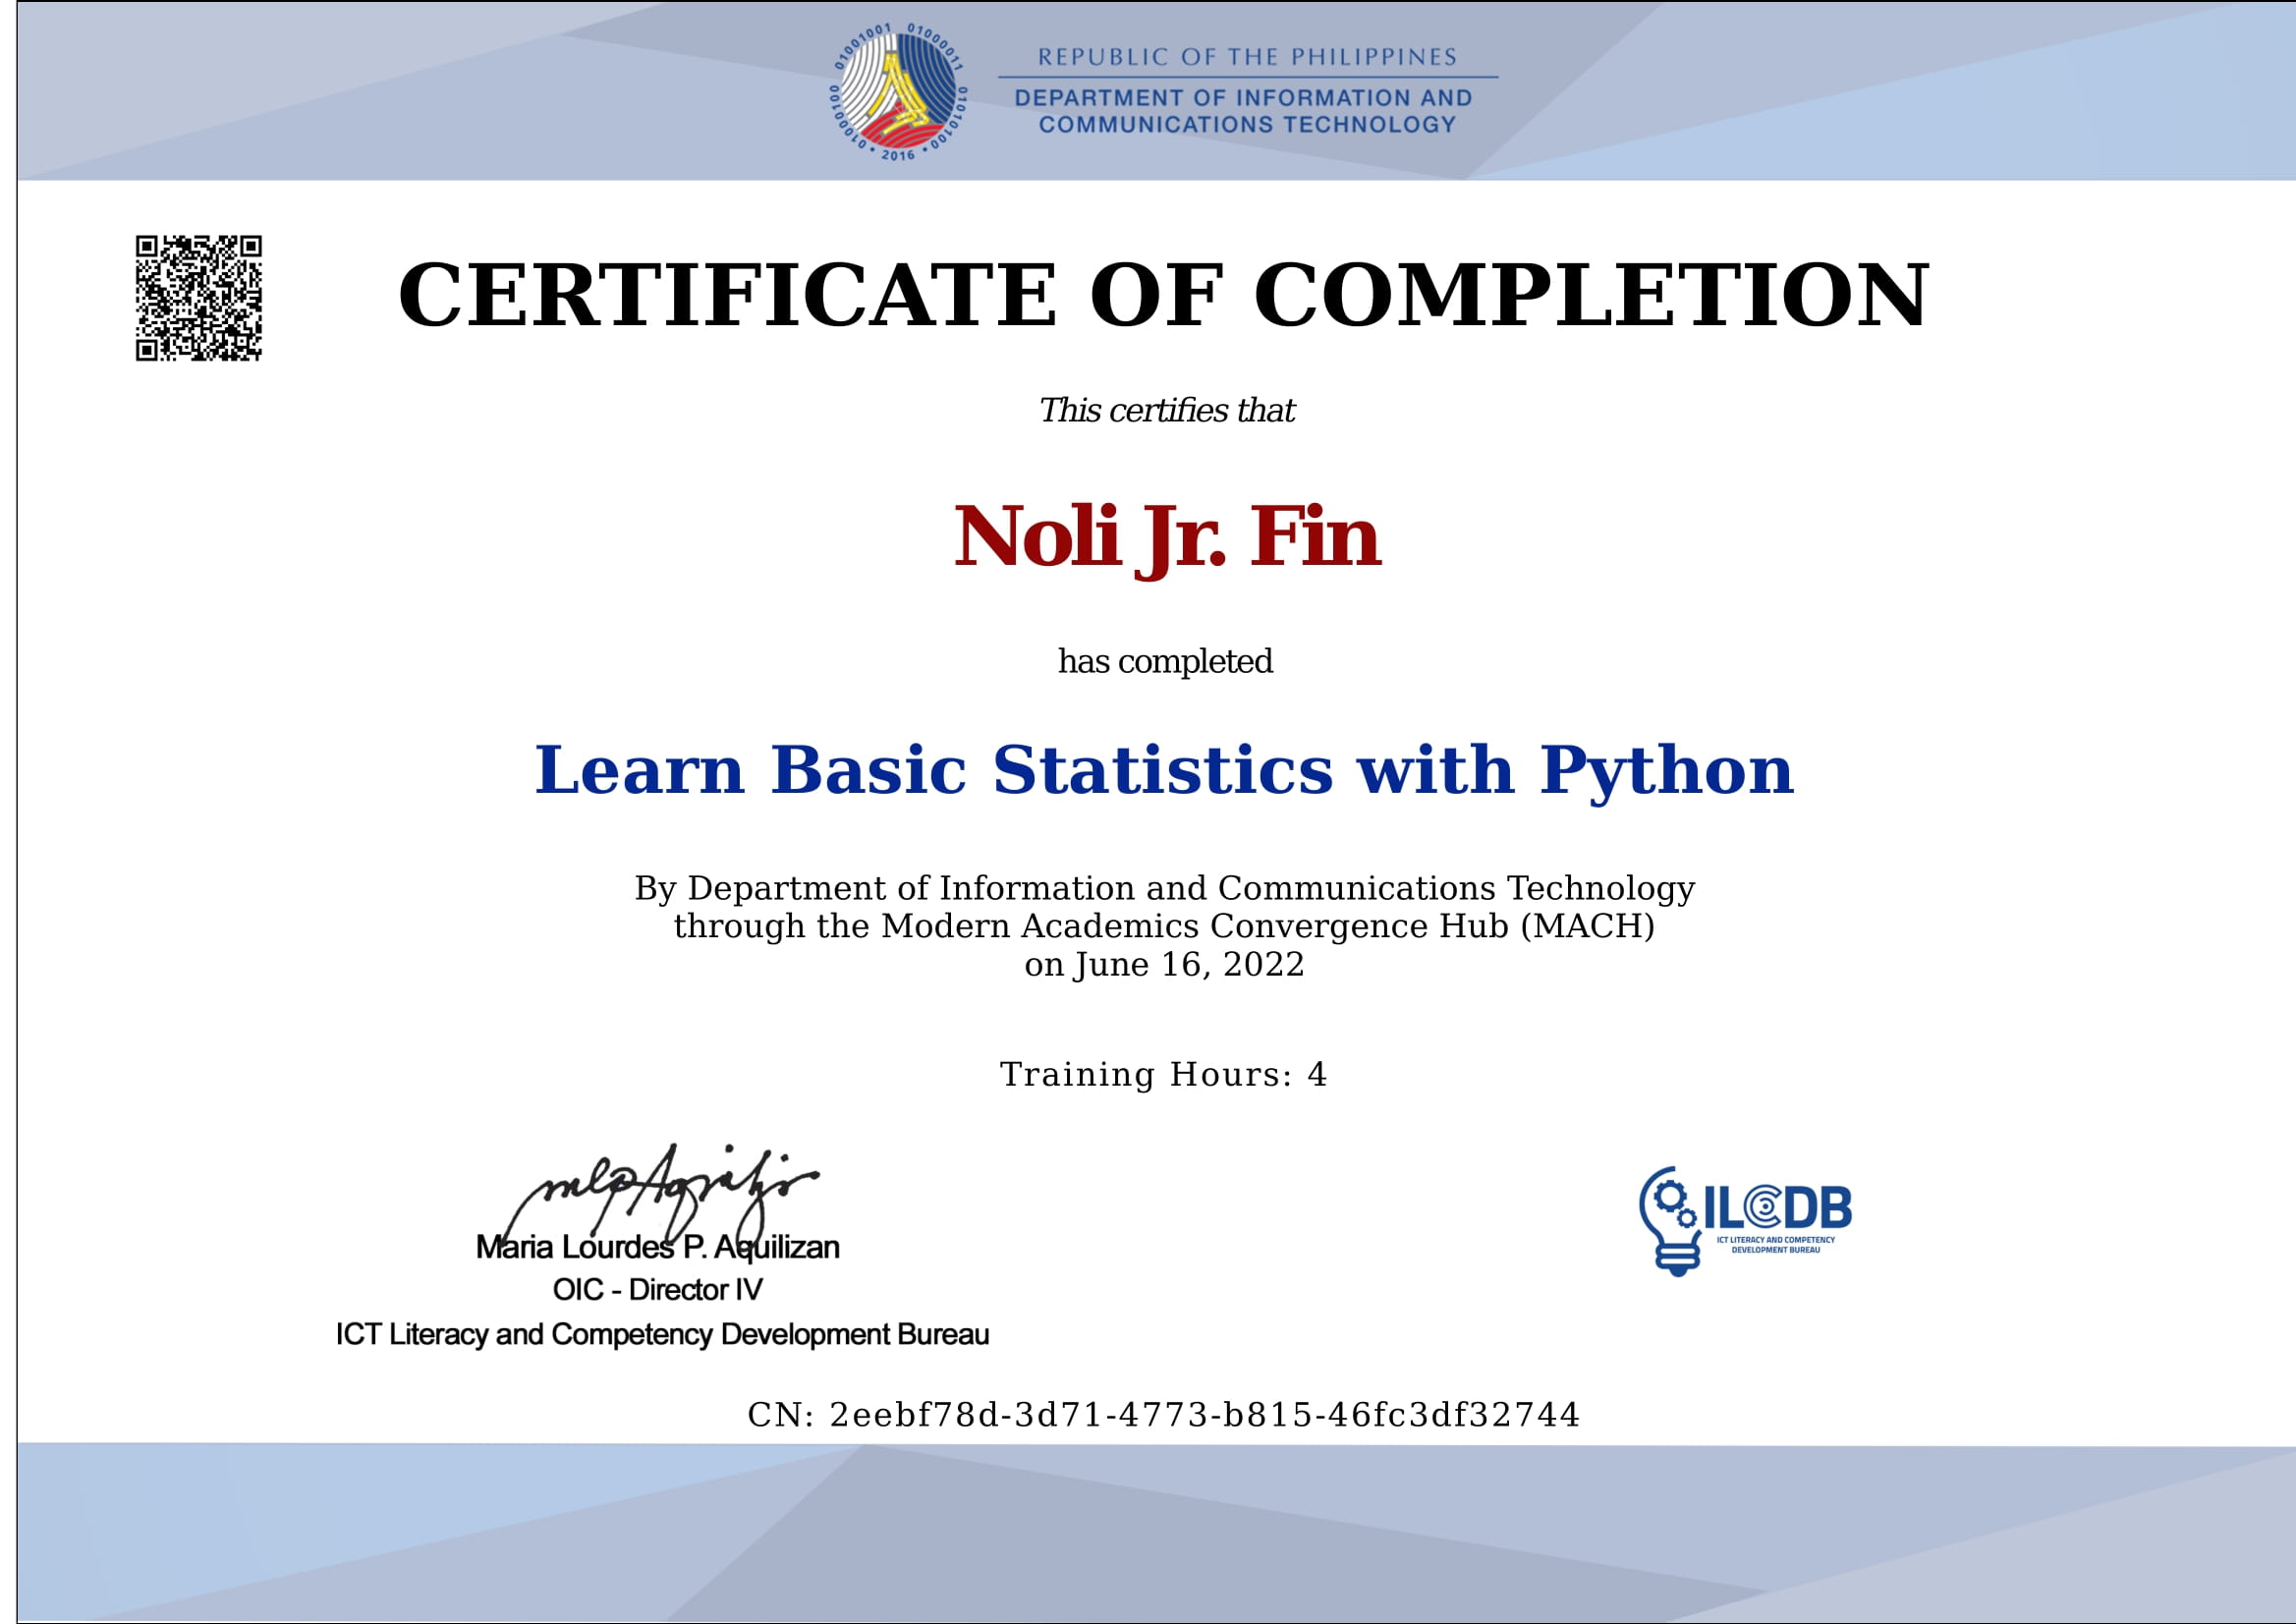 01001001 01000011 01010100 01000100 • 2016 •
REPUBLIC OF THE PHILIPPINES
DEPARTMENT OF INFORMATION AND
COMMUNICATIONS TECHNOLOGY
CERTIFICATE OF COMPLETION
This certifies that
Noli Jr. Fin
has completed
Learn Basic Statistics with Python
By Department of Information and Communications Technology
through the Modern Academics Convergence Hub (MACH)
on June 16, 2022
Training Hours: 4
Maria Lourdes P. Aquilizan
OIC - Director IV
ICT Literacy and Competency Development Bureau
ILCDB
ICT LITERACY AND COMPETENCY
DEVELOPMENT BUREAU
CN: 2eebf78d-3d71-4773-b815-46fc3df32744